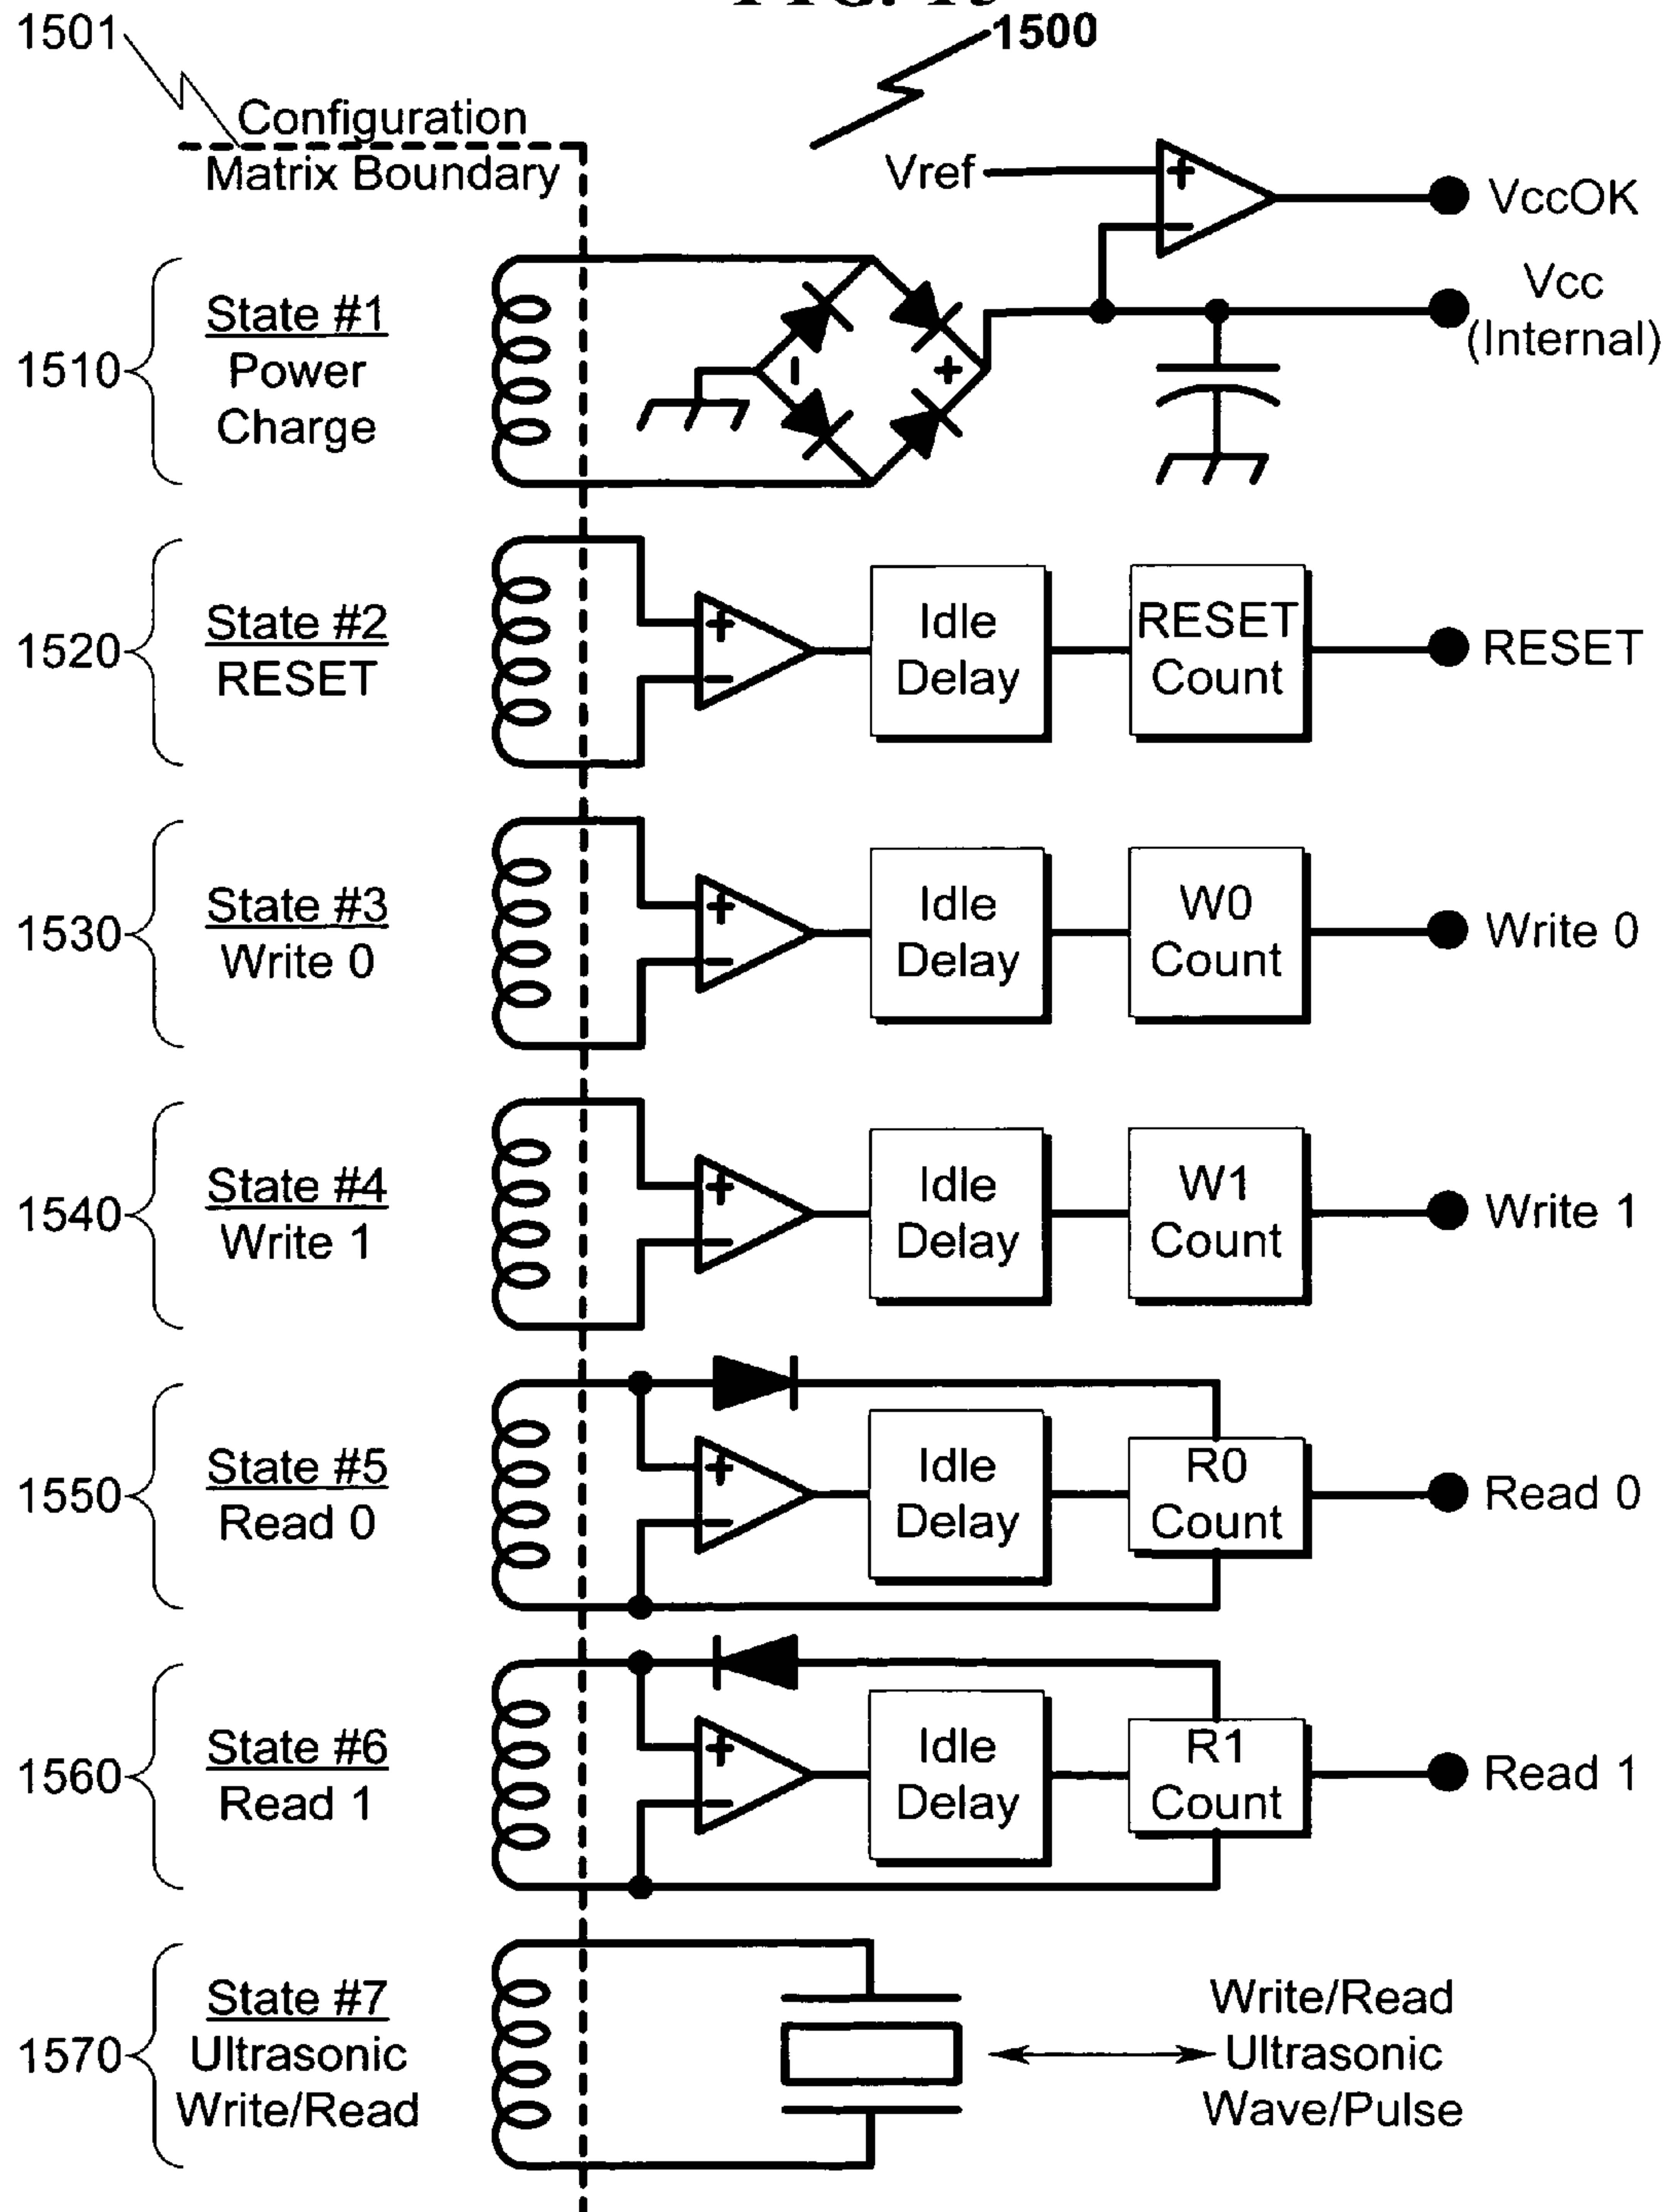 1501
1500
Configuration
Matrix Boundary
Vref
+
−
VccOK
Vcc
(Internal)
1510
State #1
Power
Charge
-
+
1520
State #2
RESET
+
−
Idle
Delay
RESET
Count
RESET
1530
State #3
Write 0
+
−
Idle
Delay
W0
Count
Write 0
1540
State #4
Write 1
+
−
Idle
Delay
W1
Count
Write 1
1550
State #5
Read 0
+
−
Idle
Delay
R0
Count
Read 0
1560
State #6
Read 1
+
−
Idle
Delay
R1
Count
Read 1
1570
State #7
Ultrasonic
Write/Read
Write/Read
Ultrasonic
Wave/Pulse